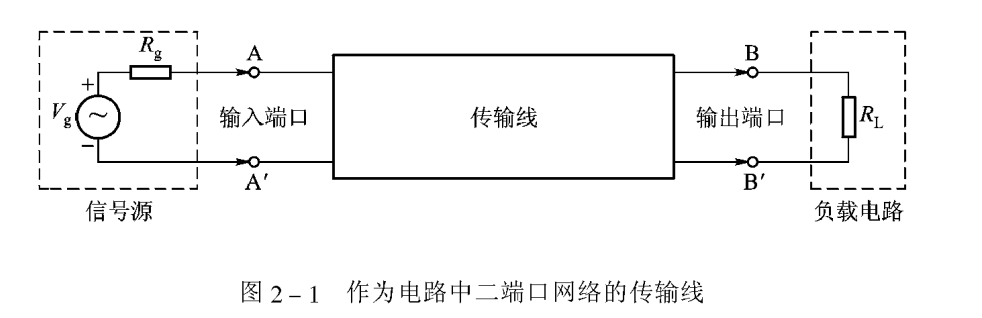 R_g
A
B
+
V_g
~
−
输入端口
传输线
输出端口
R_L
A′
B′
信号源
负载电路
图 2-1 作为电路中二端口网络的传输线